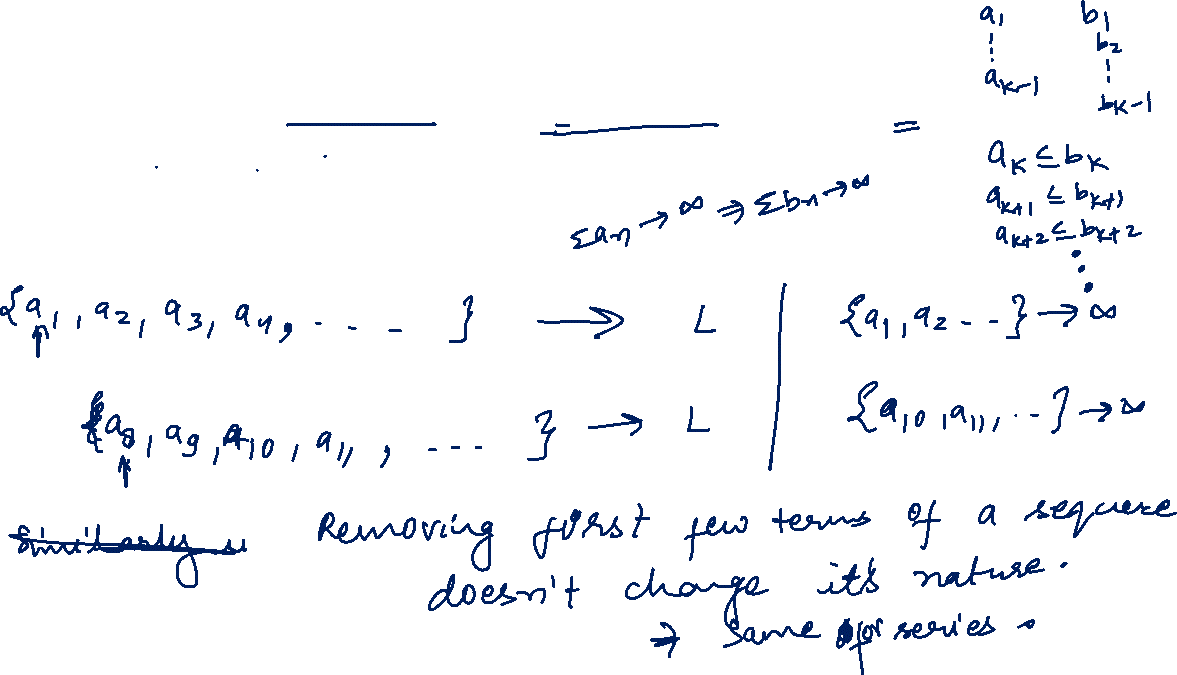 a₁ b₁
⋮ b₂
aₖ₋₁ ⋮
bₖ₋₁
=
aₖ ≤ bₖ
aₖ₊₁ ≤ bₖ₊₁
aₖ₊₂ ≤ bₖ₊₂
⋮
Σaₙ → ∞ ⇒ Σbₙ → ∞
{a₁, a₂, a₃, a₄, . . . } → L | {a₁, a₂ . . } → ∞
{a₈, a₉, a₁₀, a₁₁, . . . } → L | {a₁₀, a₁₁, . . } → ∞
Removing first few terms of a sequence
doesn't change it's nature.
→ Same for series.